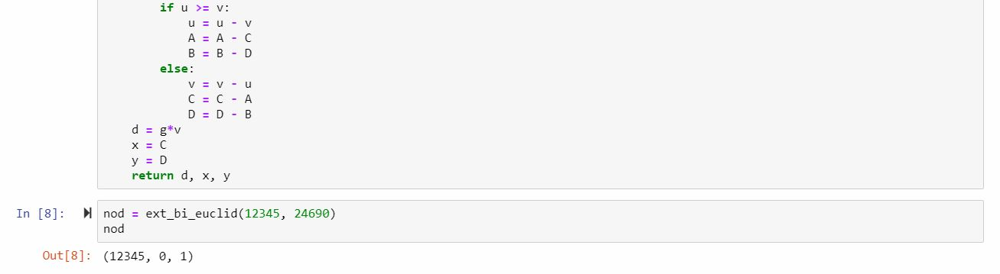 if u >= v:
u = u - v
A = A - C
B = B - D
else:
v = v - u
C = C - A
D = D - B
d = g*v
x = C
y = D
return d, x, y
In [8]: nod = ext_bi_euclid(12345, 24690)
nod
Out[8]: (12345, 0, 1)